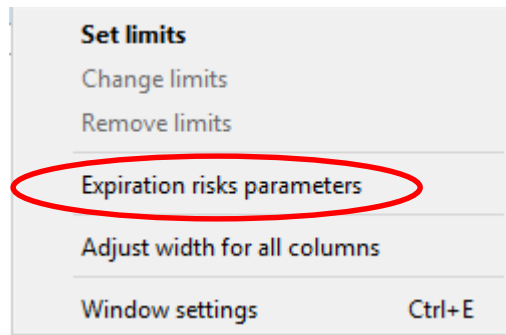 Set limits
Change limits
Remove limits
Expiration risks parameters
Adjust width for all columns
Window settings Ctrl+E